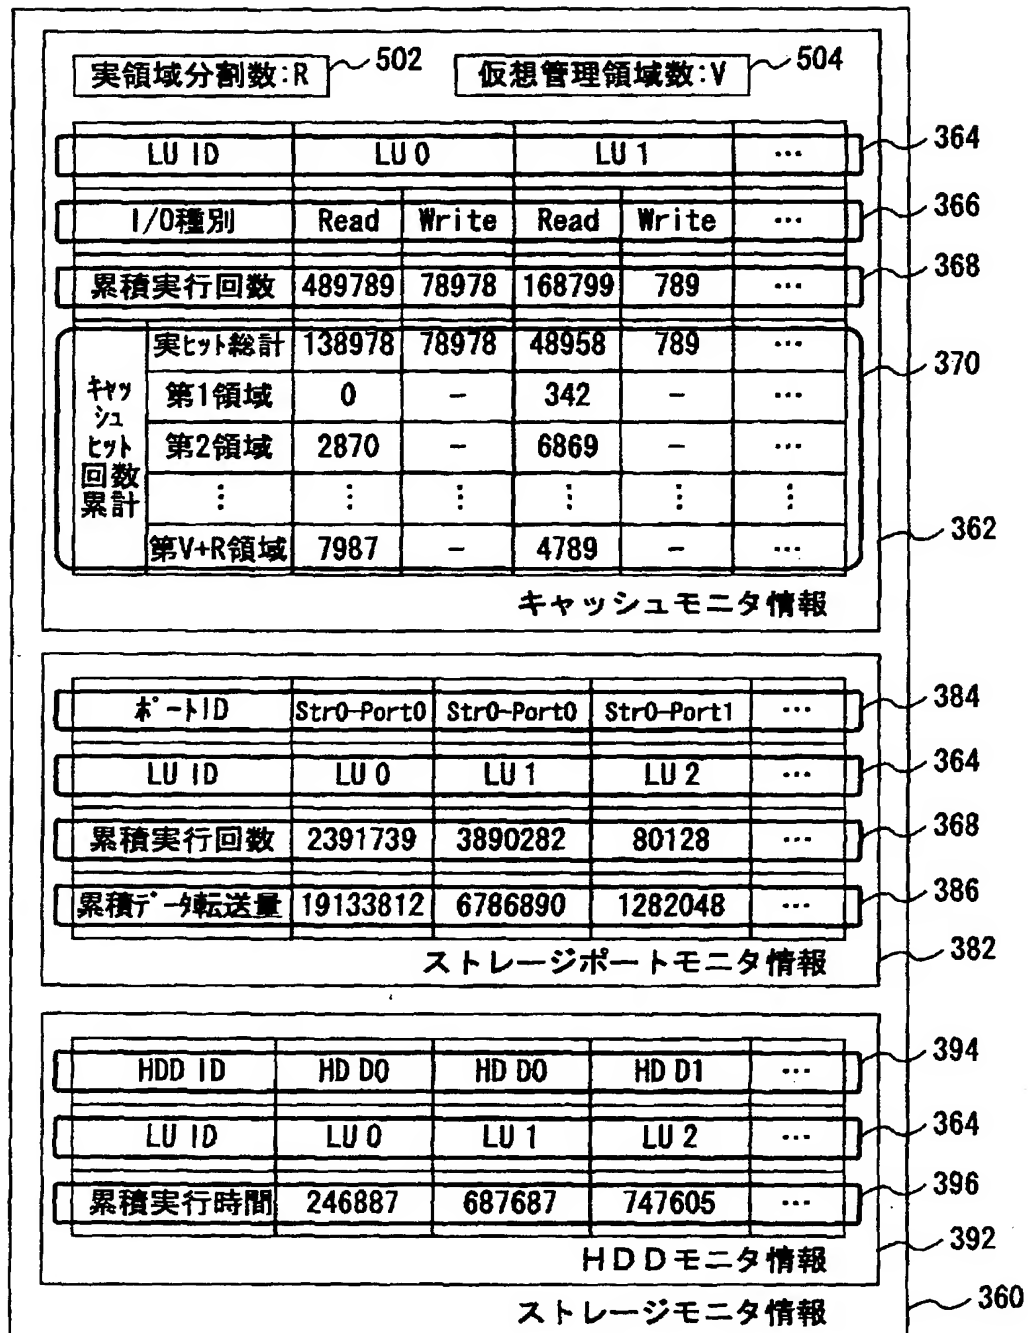 実領域分割数:R 502 仮想管理領域数:V 504
LU ID LU 0 LU 1 … 364
I/O種別 Read Write Read Write … 366
累積実行回数 489789 78978 168799 789 … 368
キャッシュヒット回数累計 370
実ヒット総計 138978 78978 48958 789 …
第1領域 0 – 342 – …
第2領域 2870 – 6869 – …
⋮ ⋮ ⋮ ⋮ ⋮ ⋮
第V+R領域 7987 – 4789 – …
キャッシュモニタ情報 362
ポートID Str0-Port0 Str0-Port0 Str0-Port1 … 384
LU ID LU 0 LU 1 LU 2 … 364
累積実行回数 2391739 3890282 80128 … 368
累積データ転送量 19133812 6786890 1282048 … 386
ストレージポートモニタ情報 382
HDD ID HD D0 HD D0 HD D1 … 394
LU ID LU 0 LU 1 LU 2 … 364
累積実行時間 246887 687687 747605 … 396
HDDモニタ情報 392
ストレージモニタ情報 360